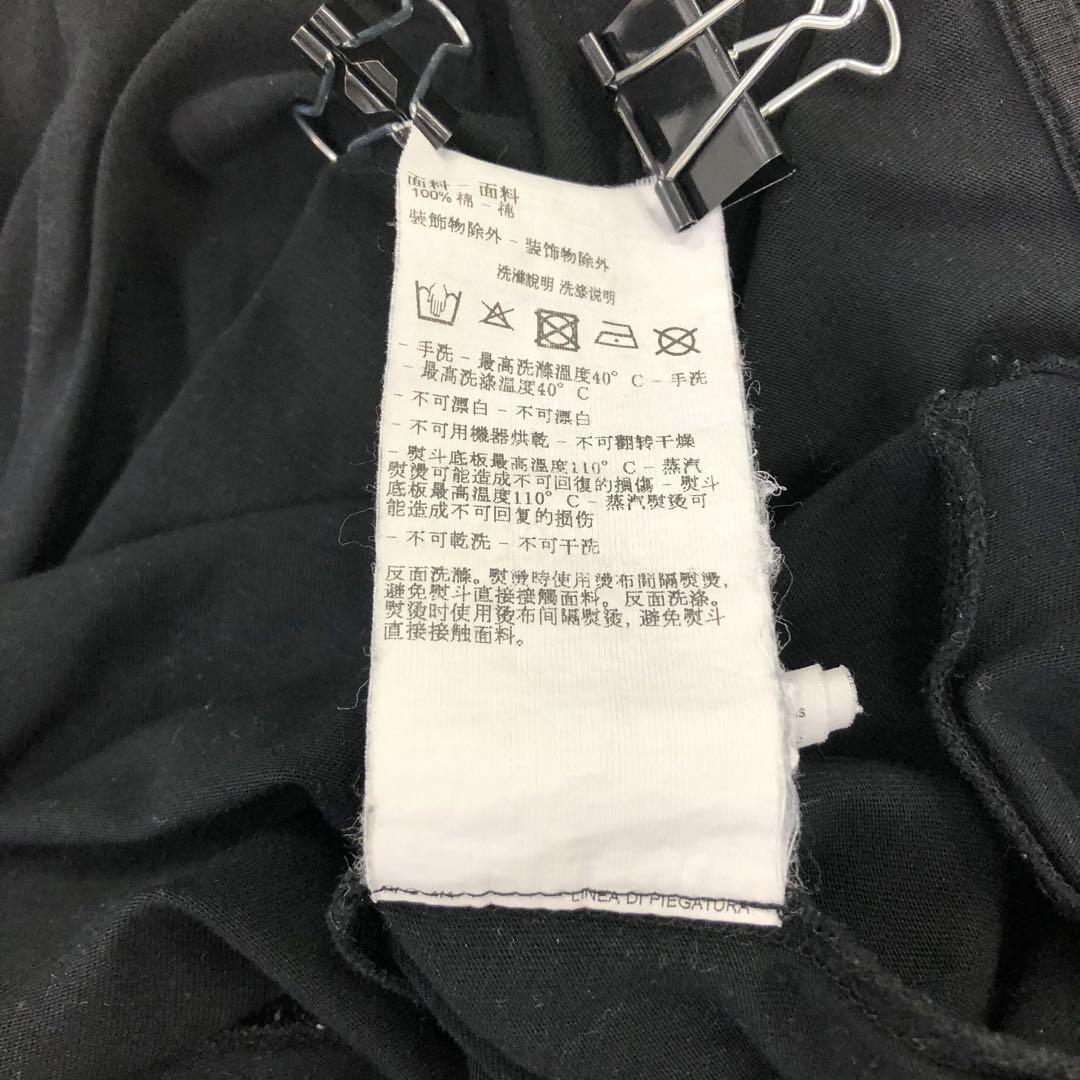 面料 - 面料
100% 棉 - 棉
装飾物除外 - 装饰物除外
洗滌說明 洗涤说明
- 手洗 - 最高洗滌溫度40° C - 手洗
- 最高洗涤温度40° C
- 不可漂白 - 不可漂白
- 不可用機器烘乾 - 不可翻转干燥
- 熨斗底板最高溫度110° C - 蒸汽
熨燙可能造成不可回復的損傷 - 熨斗
底板最高温度110° C - 蒸汽熨烫可
能造成不可回复的损伤
- 不可乾洗 - 不可干洗
反面洗滌。熨燙時使用燙布間隔熨燙,
避免熨斗直接接觸面料。反面洗涤。
熨烫时使用烫布间隔熨烫, 避免熨斗
直接接触面料。
LINEA DI PIEGATURA